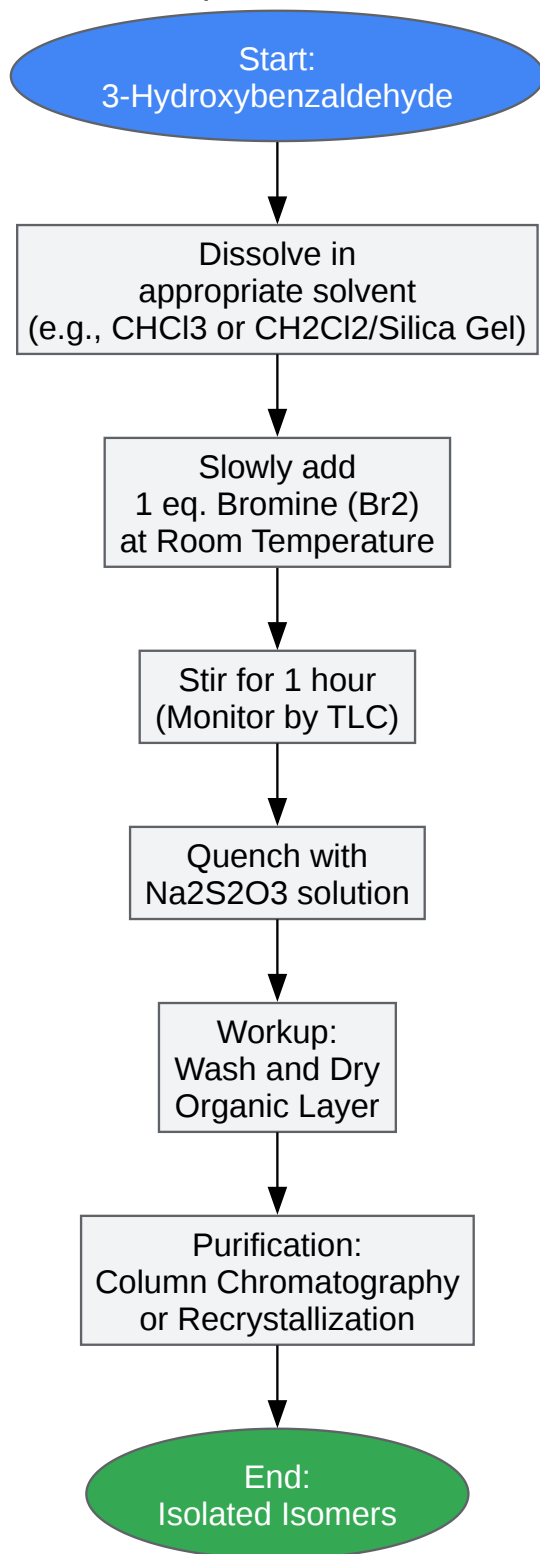 Start:
3-Hydroxybenzaldehyde
Dissolve in
appropriate solvent
(e.g., CHCl3 or CH2Cl2/Silica Gel)
Slowly add
1 eq. Bromine (Br2)
at Room Temperature
Stir for 1 hour
(Monitor by TLC)
Quench with
Na2S2O3 solution
Workup:
Wash and Dry
Organic Layer
Purification:
Column Chromatography
or Recrystallization
End:
Isolated Isomers